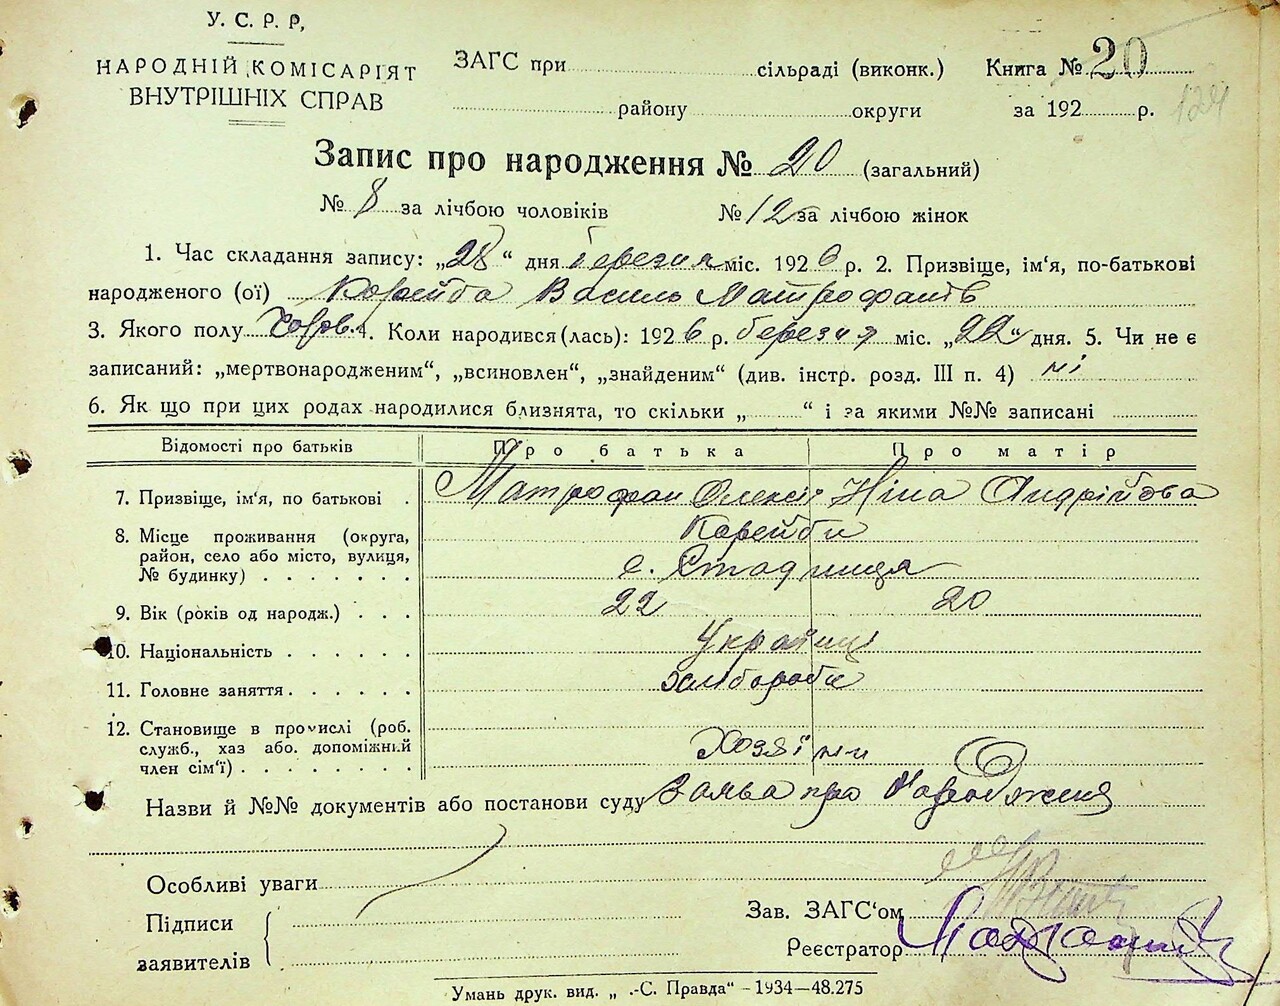 У. С. Р. Р,
НАРОДНІЙ КОМІСАРІЯТ
ВНУТРІШНІХ СПРАВ
ЗАГС при сільраді (виконк.) Книга № 20
району округи за 192 р. 124
Запис про народження № 20 (загальний)
№ 8 за лічбою чоловіків № 12 за лічбою жінок
1. Час складання запису: „28“ дня березня міс. 1926 р. 2. Призвіще, ім'я, по-батькові
народженого (ої) Корейба Василь Матрофанів
3. Якого полу Чолов. 4. Коли народився (лась): 1926 р. березня міс. „22“ дня. 5. Чи не є
записаний: „мертвонародженим“, „всиновлен“, „знайденим“ (див. інстр. розд. III п. 4) ні
6. Як що при цих родах народилися близнята, то скільки „ “ і за якими №№ записані
Відомості про батьків Про батька Про матір
7. Призвіще, ім'я, по батькові . Матрофан Олексі Ніна Андрійова
Корейби
8. Місце проживання (округа,
район, село або місто, вулиця,
№ будинку) . . . . . . . с. Стадниця
9. Вік (років од народж.) . . . 22 20
10. Національність . . . . . . Україці
11. Головне заняття . . . . . . хлібороби
12. Становище в промислі (роб.
служб., хаз або. допоміжний
член сім'ї) . . . . . . . . Хозяїни
Назви й №№ документів або постанови суду Заява про народження
Особливі уваги
Підписи
заявителів
Зав. ЗАГС'ом
Реєстратор
Умань друк. вид. „ .-С. Правда“ - 1934—48.275